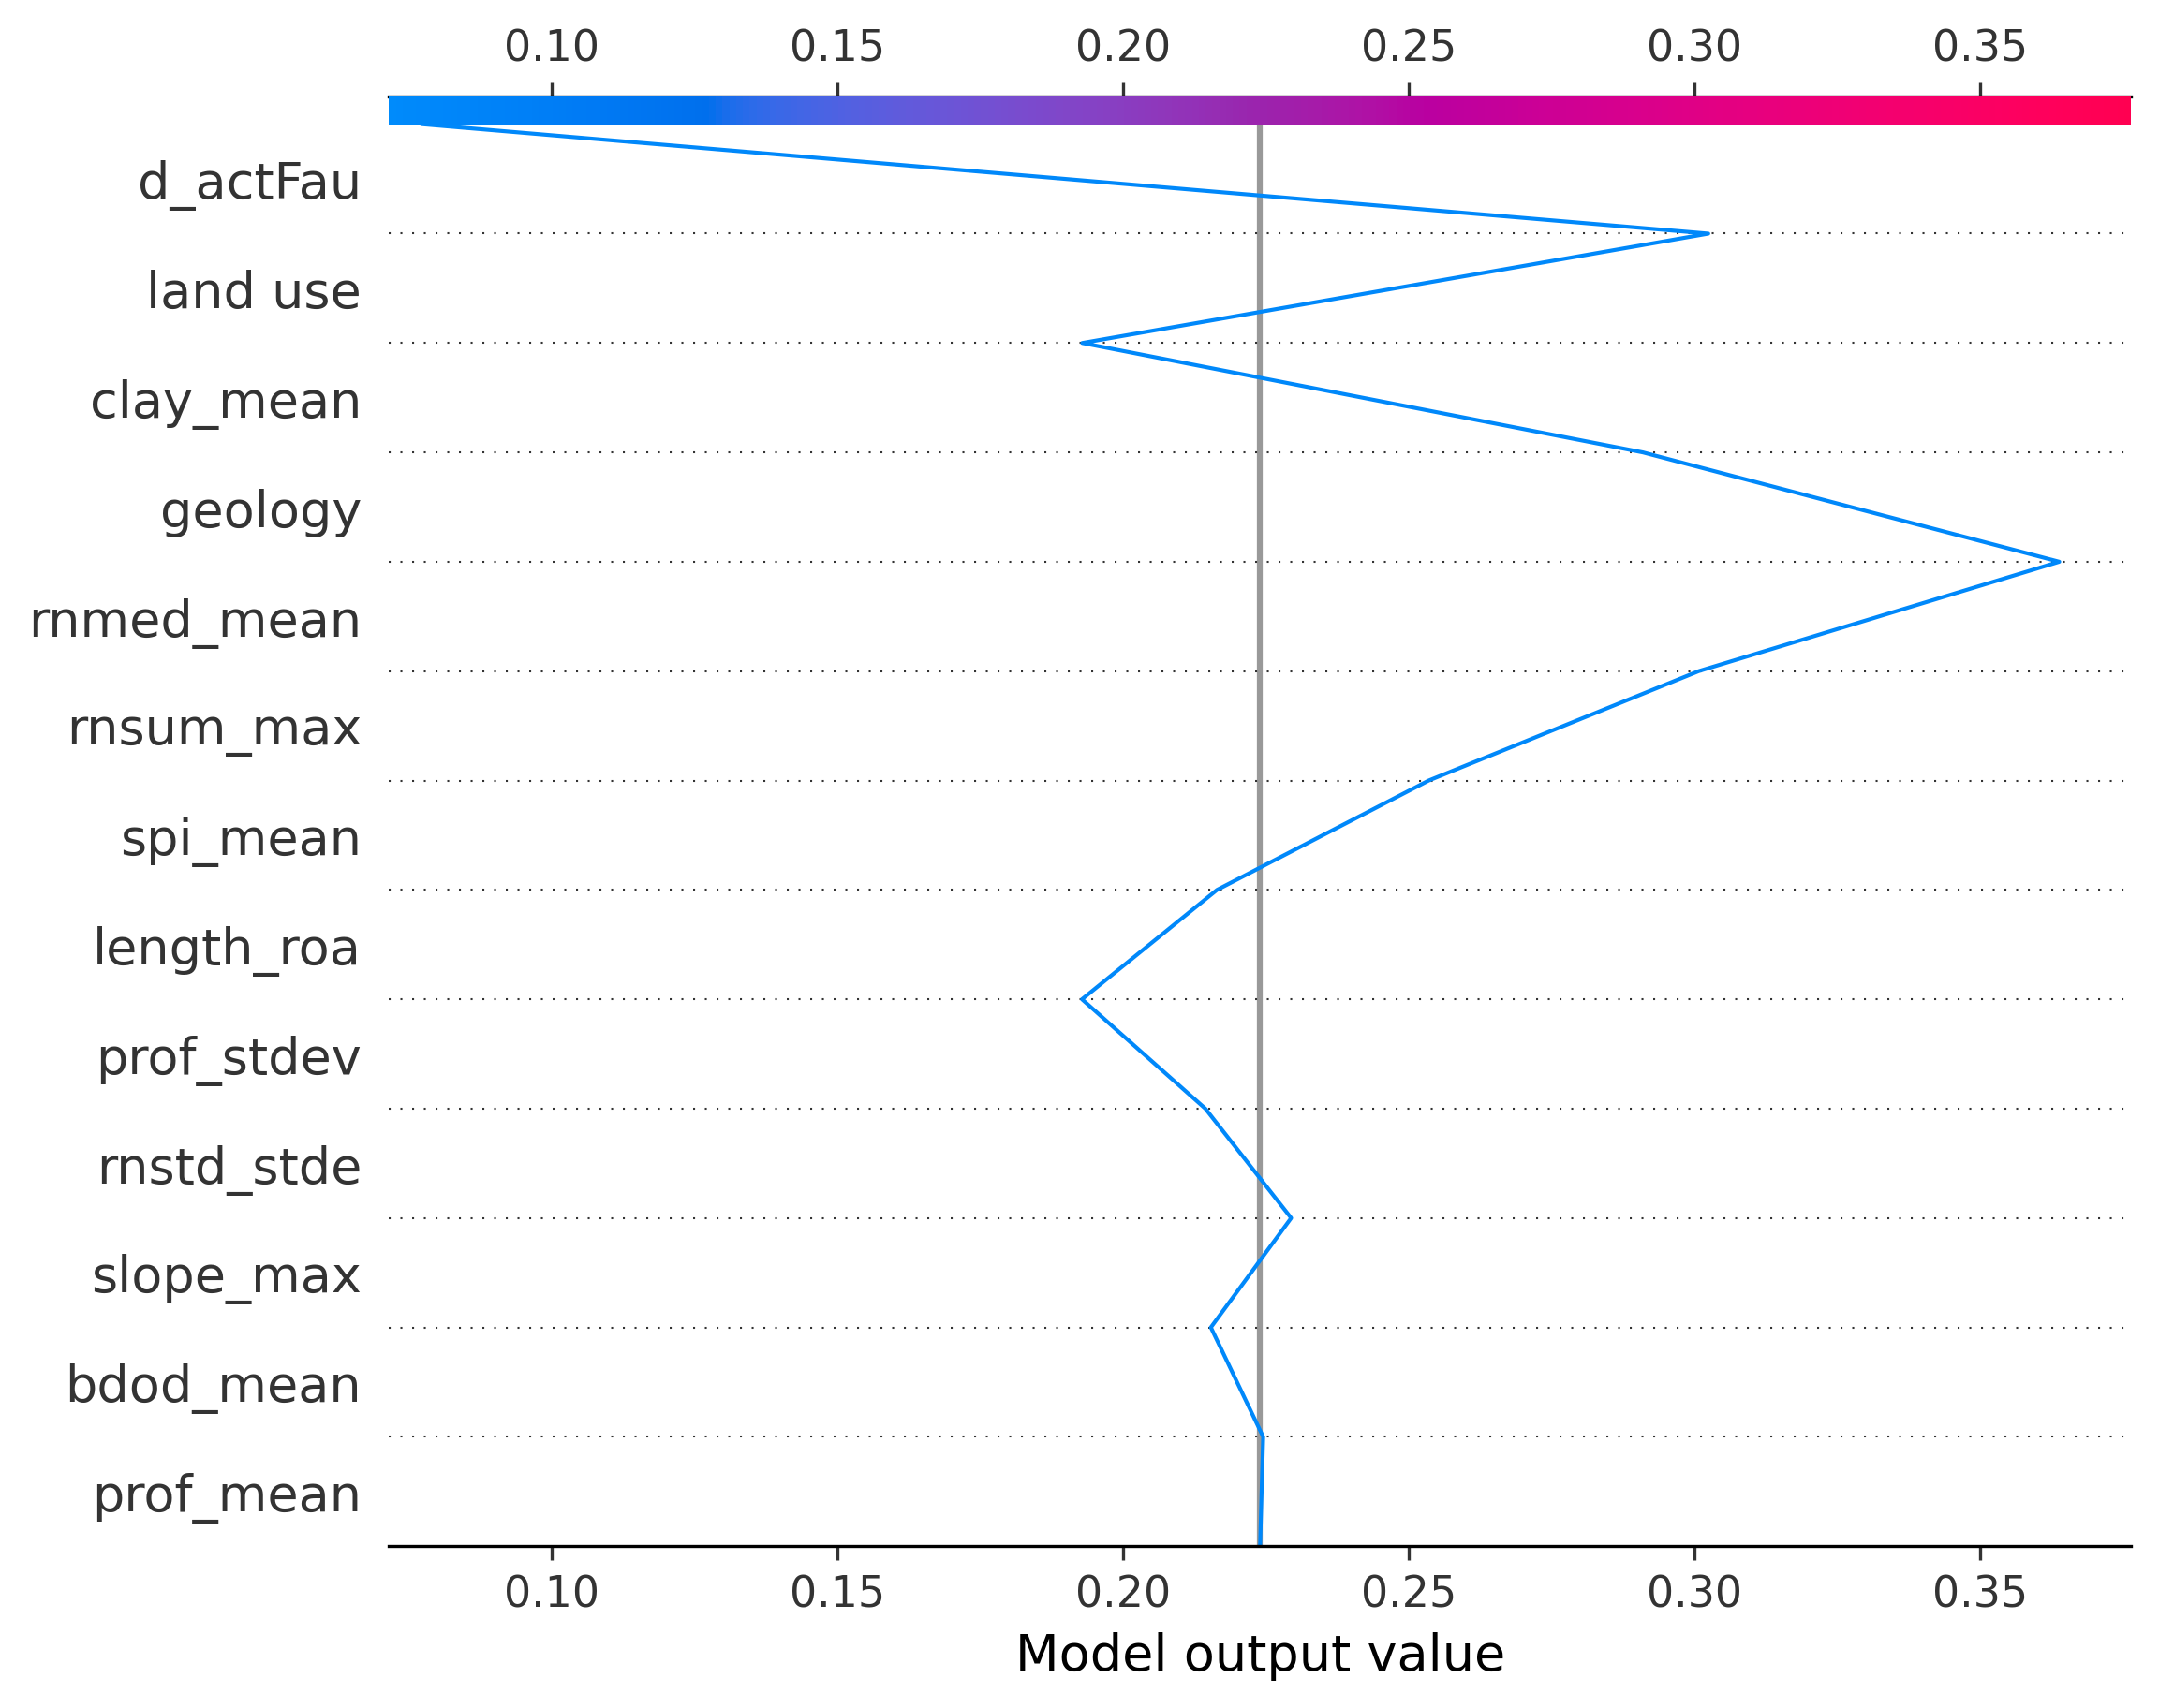 0.10 0.15 0.20 0.25 0.30 0.35
d_actFau
land use
clay_mean
geology
rnmed_mean
rnsum_max
spi_mean
length_roa
prof_stdev
rnstd_stde
slope_max
bdod_mean
prof_mean
0.10 0.15 0.20 0.25 0.30 0.35
Model output value